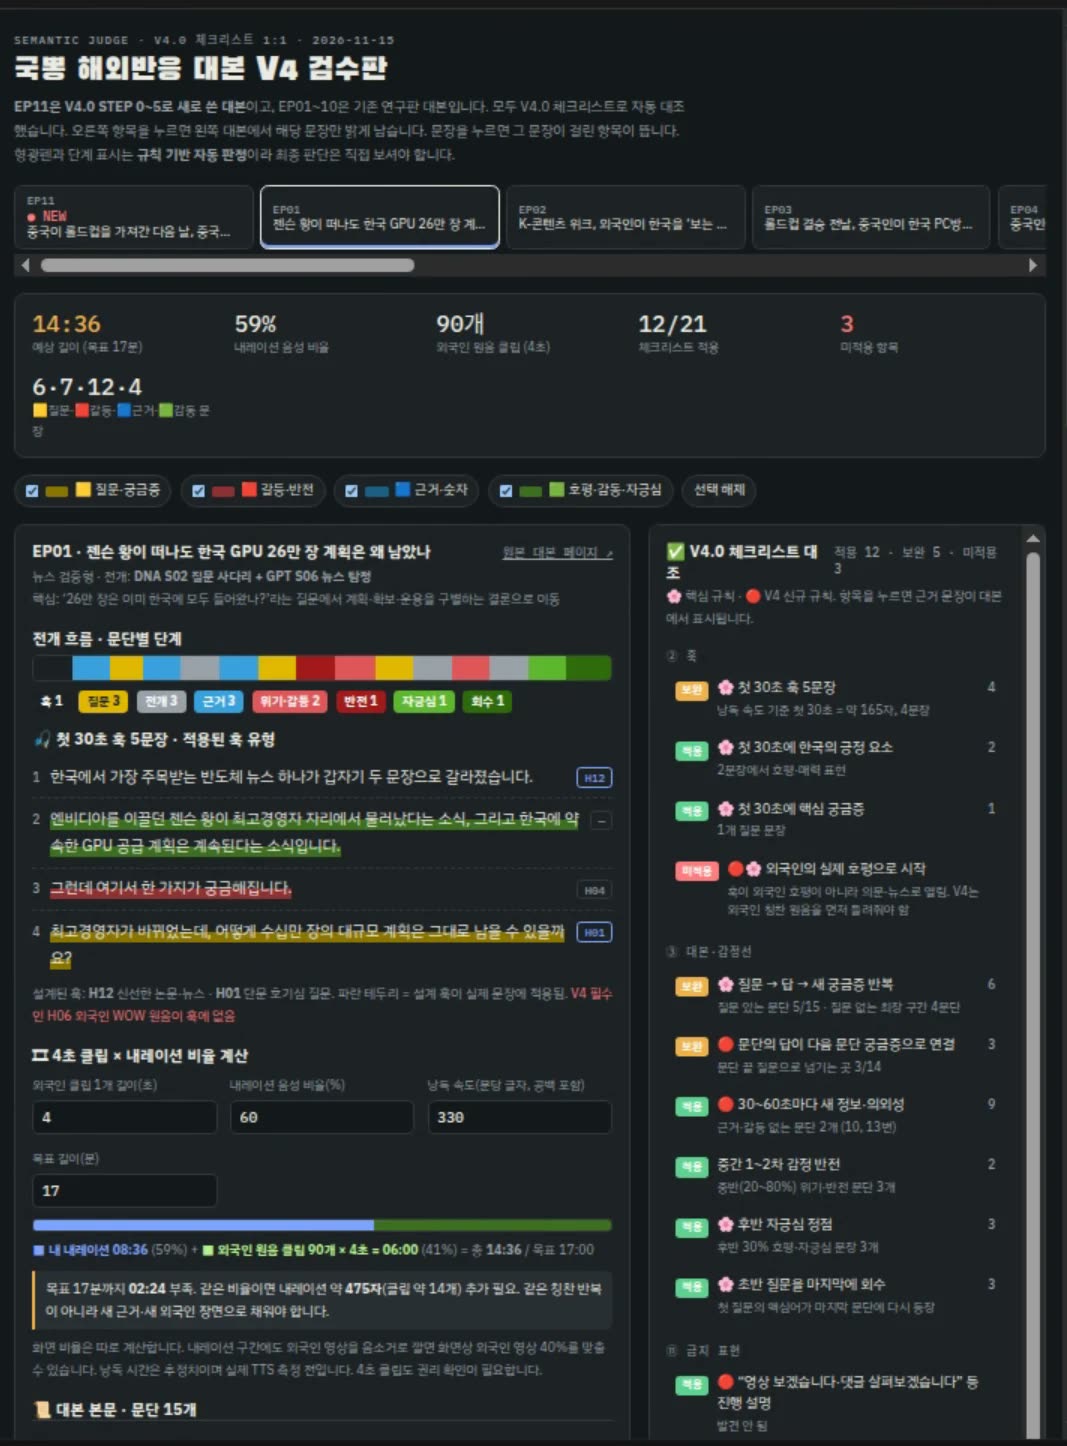 SEMANTIC JUDGE · V4.0 체크리스트 1:1 · 2026-11-15
국뽕 해외반응 대본 V4 검수판
EP11은 V4.0 STEP 0~5로 새로 쓴 대본이고, EP01~10은 기존 연구판 대본입니다. 모두 V4.0 체크리스트로 자동 대조
했습니다. 오른쪽 항목을 누르면 왼쪽 대본에서 해당 문장만 밝게 남습니다. 문장을 누르면 그 문장이 걸린 항목이 뜹니다.
형광펜과 단계 표시는 규칙 기반 자동 판정이라 최종 판단은 직접 보셔야 합니다.
EP11
● NEW
중국이 롤드컵을 가져간 다음 날, 중국...
EP01
젠슨 황이 떠나도 한국 GPU 26만 장 계...
EP02
K-콘텐츠 위크, 외국인이 한국을 '보는 ...
EP03
롤드컵 결승 전날, 중국인이 한국 PC방...
EP04
중국인
14:36
예상 길이 (목표 17분)
59%
내레이션 음성 비율
90개
외국인 원음 클립 (4초)
12/21
체크리스트 적용
3
미적용 항목
6·7·12·4
🟨질문·🟥갈등·🟦근거·🟩감동 문
장
🟨 질문·궁금증
🟥 갈등·반전
🟦 근거·숫자
🟩 호평·감동·자긍심
선택 해제
EP01 · 젠슨 황이 떠나도 한국 GPU 26만 장 계획은 왜 남았나
원본 대본 페이지 ↗
뉴스 검증형 · 전개: DNA S02 질문 사다리 + GPT S06 뉴스 탐정
핵심: '26만 장은 이미 한국에 모두 들어왔나?'라는 질문에서 계획·확보·운용을 구별하는 결론으로 이동
전개 흐름 · 문단별 단계
훅 1
질문 3
전개 3
근거 3
위기·갈등 2
반전 1
자긍심 1
회수 1
🎣 첫 30초 훅 5문장 · 적용된 훅 유형
1 한국에서 가장 주목받는 반도체 뉴스 하나가 갑자기 두 문장으로 갈라졌습니다. H12
2 엔비디아를 이끌던 젠슨 황이 최고경영자 자리에서 물러났다는 소식, 그리고 한국에 약 —
속한 GPU 공급 계획은 계속된다는 소식입니다.
3 그런데 여기서 한 가지가 궁금해집니다. H04
4 최고경영자가 바뀌었는데, 어떻게 수십만 장의 대규모 계획은 그대로 남을 수 있을까 H01
요?
설계된 훅: H12 신선한 논문·뉴스 · H01 단문 호기심 질문. 파란 테두리 = 설계 훅이 실제 문장에 적용됨. V4 필수
인 H06 외국인 WOW 원음이 훅에 없음
🎞 4초 클립 × 내레이션 비율 계산
외국인 클립 1개 길이(초)
4
내레이션 음성 비율(%)
60
낭독 속도(분당 글자, 공백 포함)
330
목표 길이(분)
17
■ 내 내레이션 08:36 (59%) + ■ 외국인 원음 클립 90개 × 4초 = 06:00 (41%) = 총 14:36 / 목표 17:00
목표 17분까지 02:24 부족. 같은 비율이면 내레이션 약 475자(클립 약 14개) 추가 필요. 같은 칭찬 반복
이 아니라 새 근거·새 외국인 장면으로 채워야 합니다.
화면 비율은 따로 계산합니다. 내레이션 구간에도 외국인 영상을 음소거로 깔면 화면상 외국인 영상 40%를 맞출
수 있습니다. 낭독 시간은 추정치이며 실제 TTS 측정 전입니다. 4초 클립도 권리 확인이 필요합니다.
📜 대본 본문 · 문단 15개
✅ V4.0 체크리스트 대
조
적용 12 · 보완 5 · 미적용
3
🌸 핵심 규칙 · 🔴 V4 신규 규칙. 항목을 누르면 근거 문장이 대본
에서 표시됩니다.
② 훅
보완 🌸 첫 30초 훅 5문장 4
낭독 속도 기준 첫 30초 = 약 165자, 4문장
적용 🌸 첫 30초에 한국의 긍정 요소 2
2문장에서 호평·매력 표현
적용 🌸 첫 30초에 핵심 궁금증 1
1개 질문 문장
미적용 🔴🌸 외국인의 실제 호평으로 시작
훅이 외국인 호평이 아니라 의문·뉴스로 열림. V4는
외국인 칭찬 원음을 먼저 들려줘야 함
③ 대본·감정선
보완 🌸 질문 → 답 → 새 궁금증 반복 6
질문 있는 문단 5/15 · 질문 없는 최장 구간 4문단
보완 🔴 문단의 답이 다음 문단 궁금증으로 연결 3
문단 끝 질문으로 넘기는 곳 3/14
적용 🔴 30~60초마다 새 정보·의외성 9
근거·갈등 없는 문단 2개 (10, 13번)
적용 중간 1~2차 감정 반전 2
중반(20~80%) 위기·반전 문단 3개
적용 🌸 후반 자긍심 정점 3
후반 30% 호평·자긍심 문장 3개
적용 🌸 초반 질문을 마지막에 회수 3
첫 질문의 핵심어가 마지막 문단에 다시 등장
금지 표현
적용 🔴 "영상 보겠습니다·댓글 살펴보겠습니다" 등
진행 설명
발견 안 됨